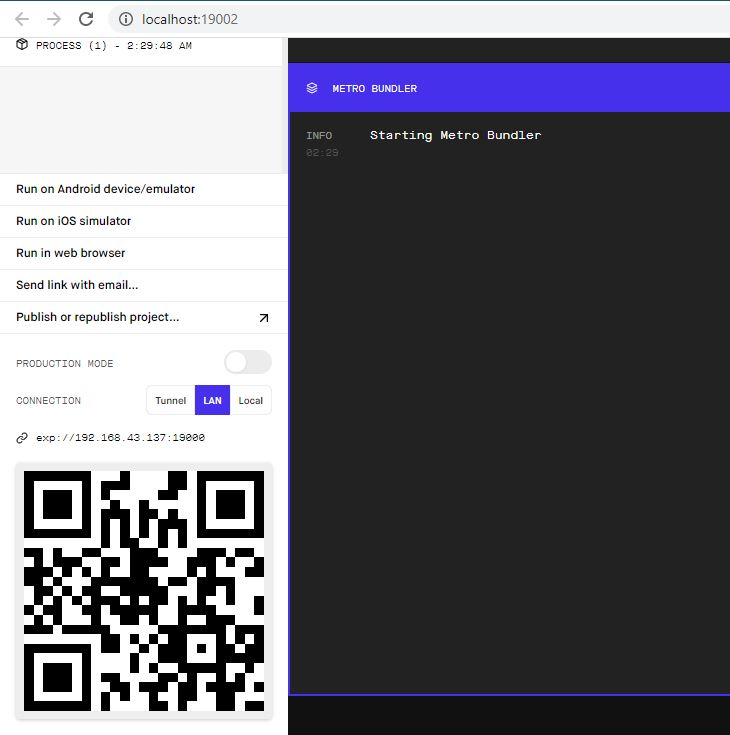 localhost:19002
PROCESS (1) - 2:29:48 AM
METRO BUNDLER
INFO Starting Metro Bundler
02:29
Run on Android device/emulator
Run on iOS simulator
Run in web browser
Send link with email...
Publish or republish project...
PRODUCTION MODE
CONNECTION Tunnel LAN Local
exp://192.168.43.137:19000